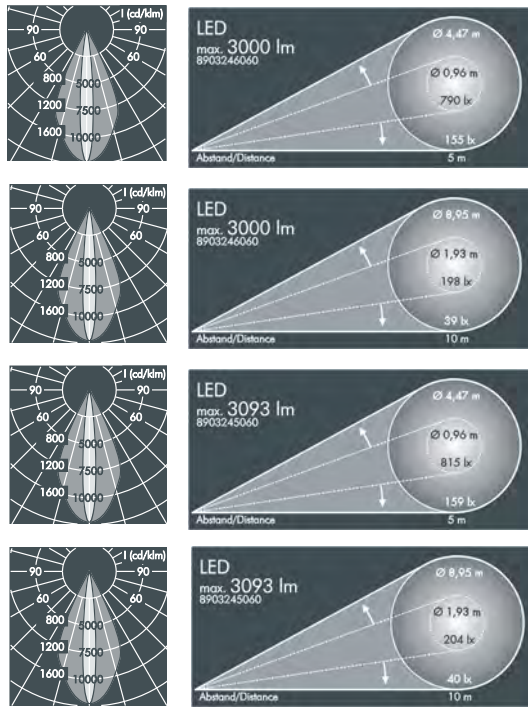 I (cd/klm)
90 90
60 60
800 5000
1200 7500
1600 10000
LED
max. 3000 lm
8903246060
Ø 4,47 m
Ø 0,96 m
790 lx
155 lx
Abstand/Distance 5 m
I (cd/klm)
90 90
60 60
800 5000
1200 7500
1600 10000
LED
max. 3000 lm
8903246060
Ø 8,95 m
Ø 1,93 m
198 lx
39 lx
Abstand/Distance 10 m
I (cd/klm)
90 90
60 60
800 5000
1200 7500
1600 10000
LED
max. 3093 lm
8903245060
Ø 4,47 m
Ø 0,96 m
815 lx
159 lx
Abstand/Distance 5 m
I (cd/klm)
90 90
60 60
800 5000
1200 7500
1600 10000
LED
max. 3093 lm
8903245060
Ø 8,95 m
Ø 1,93 m
204 lx
40 lx
Abstand/Distance 10 m